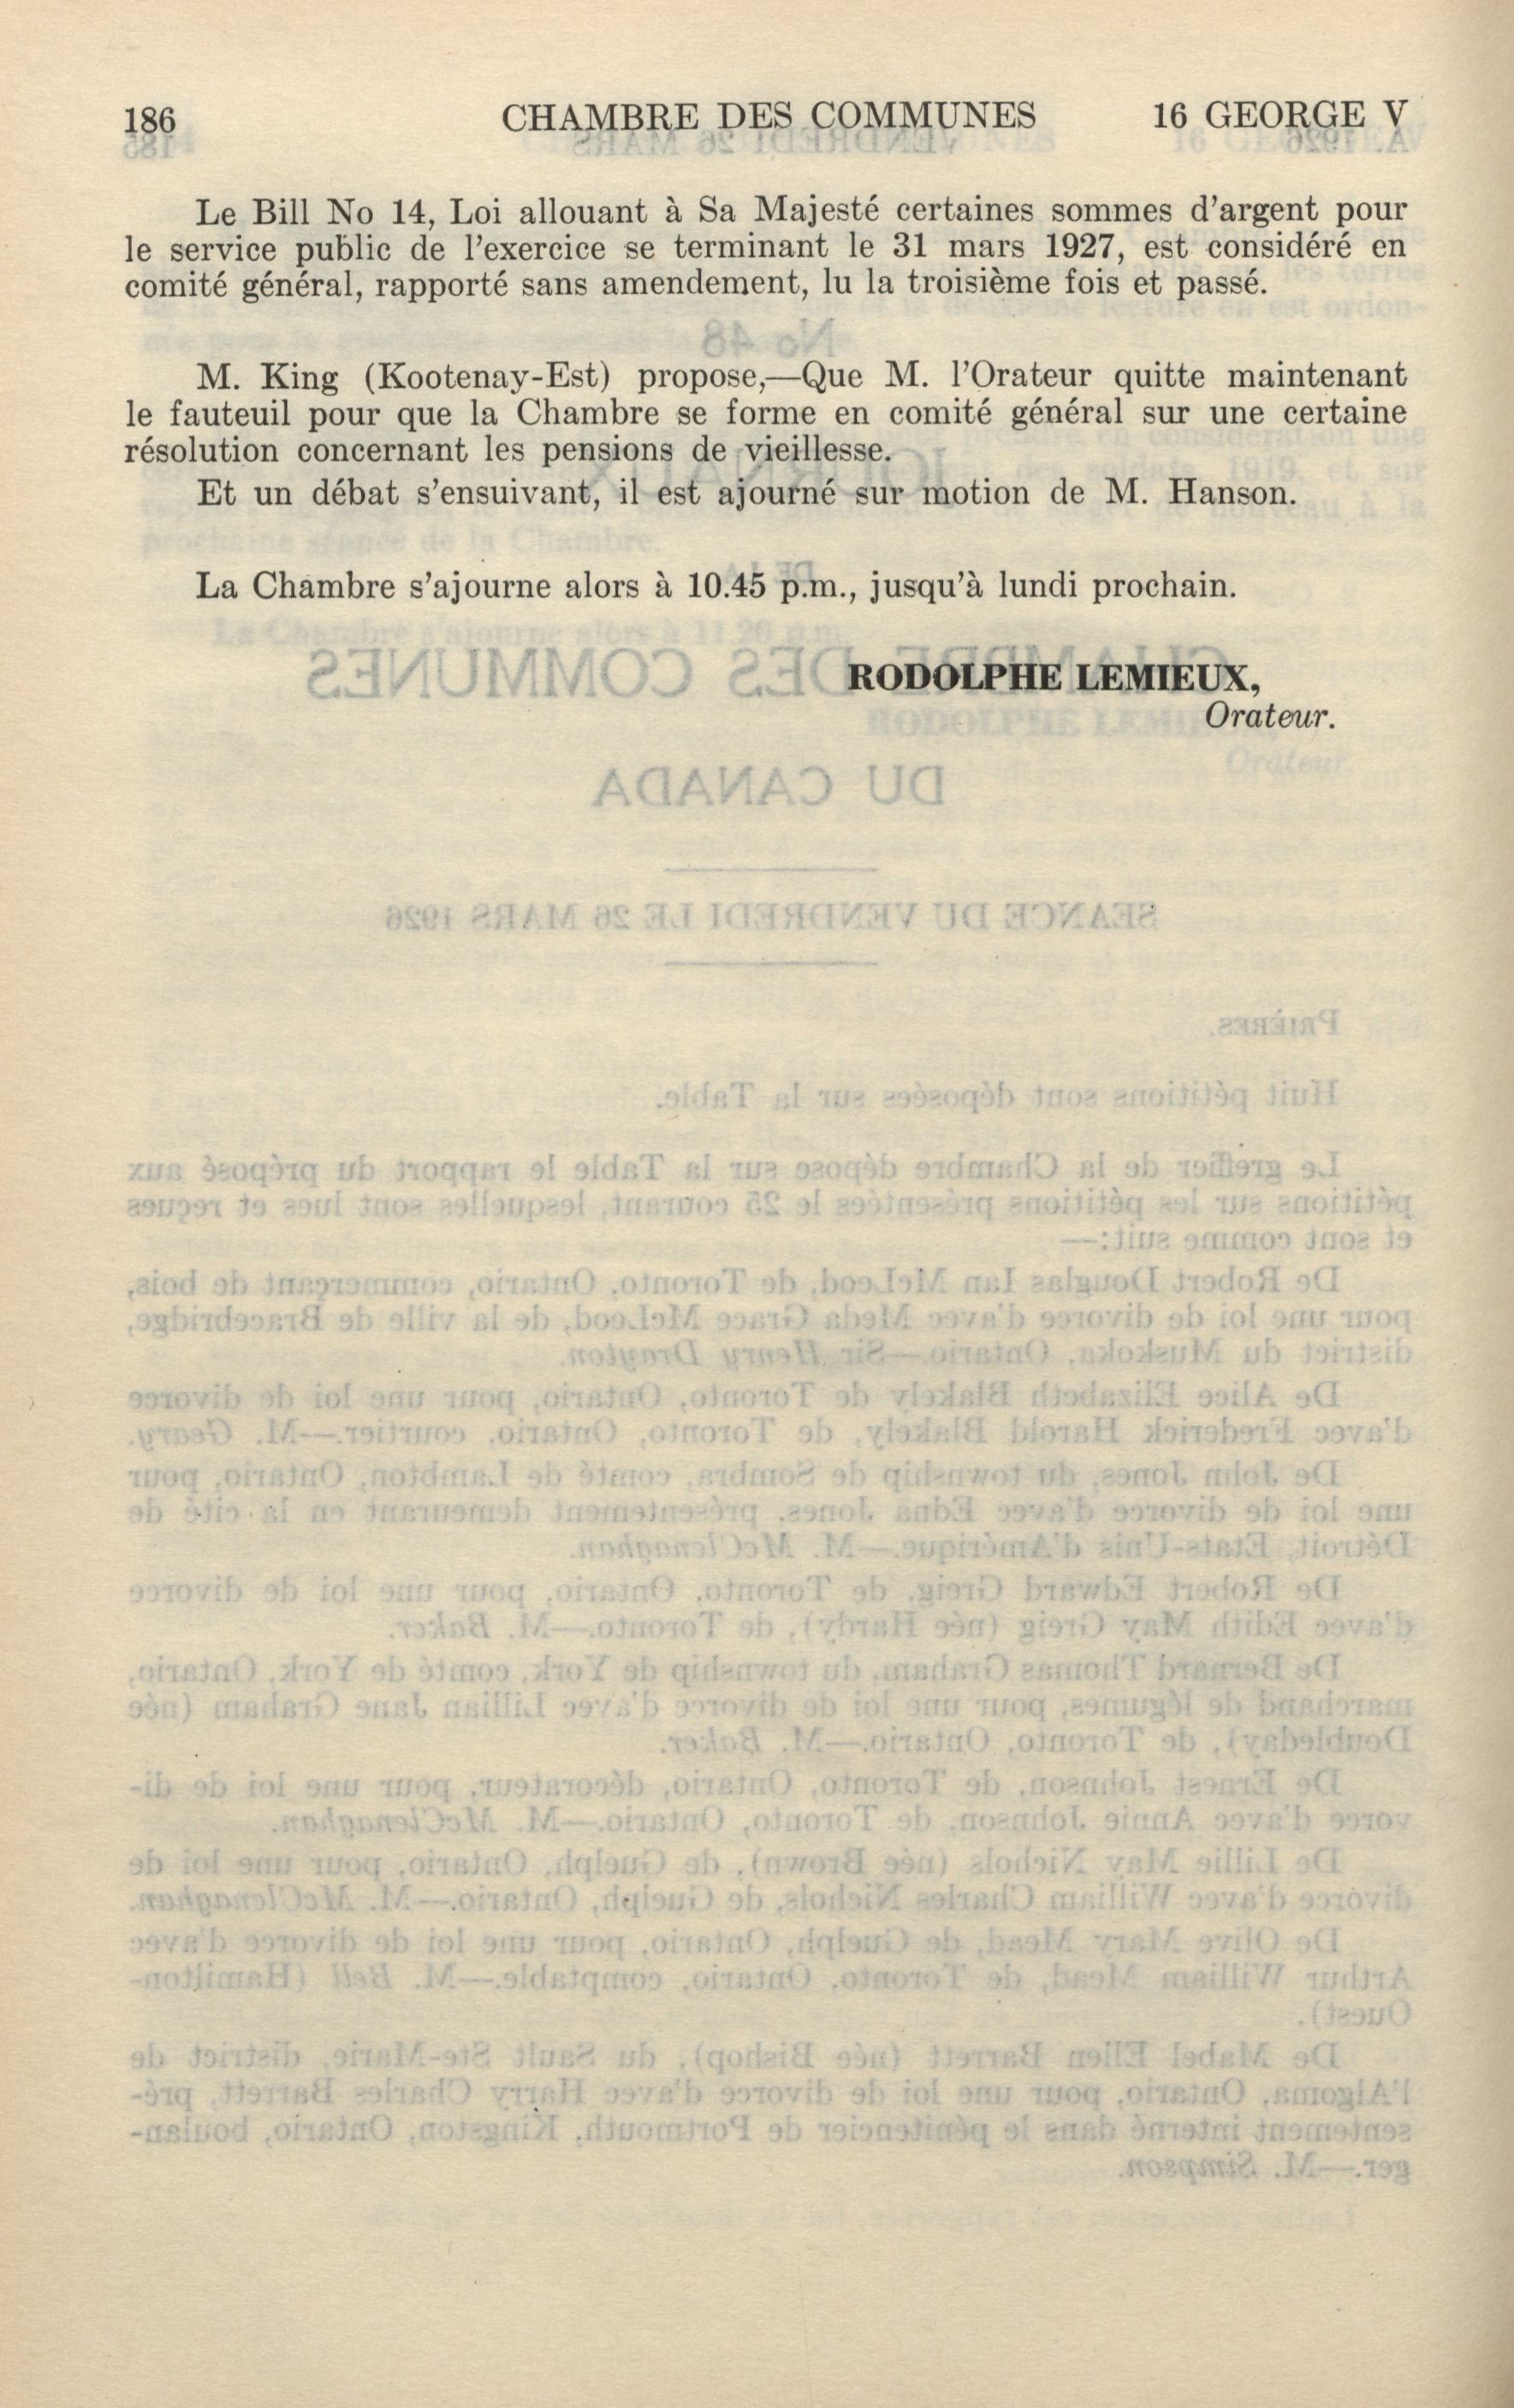 186 CHAMBRE DES COMMUNES 16 GEORGE V
Le Bill No 14, Loi allouant à Sa Majesté certaines sommes d'argent pour
le service public de l'exercice se terminant le 31 mars 1927, est considéré en
comité général, rapporté sans amendement, lu la troisième fois et passé.
M. King (Kootenay-Est) propose,—Que M. l'Orateur quitte maintenant
le fauteuil pour que la Chambre se forme en comité général sur une certaine
résolution concernant les pensions de vieillesse.
Et un débat s'ensuivant, il est ajourné sur motion de M. Hanson.
La Chambre s'ajourne alors à 10.45 p.m., jusqu'à lundi prochain.
RODOLPHE LEMIEUX,
Orateur.